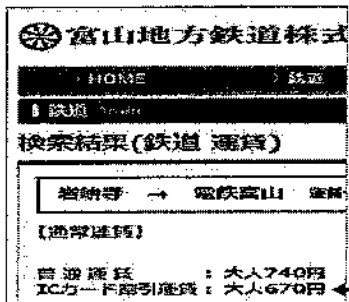 富山地方鉄道株式
HOME
鉄道
鉄道
検索結果(鉄道 運賃)
岩峅寺 → 電鉄富山
【通常運賃】
普通運賃 : 大人740円
ICカード割引運賃 : 大人670円